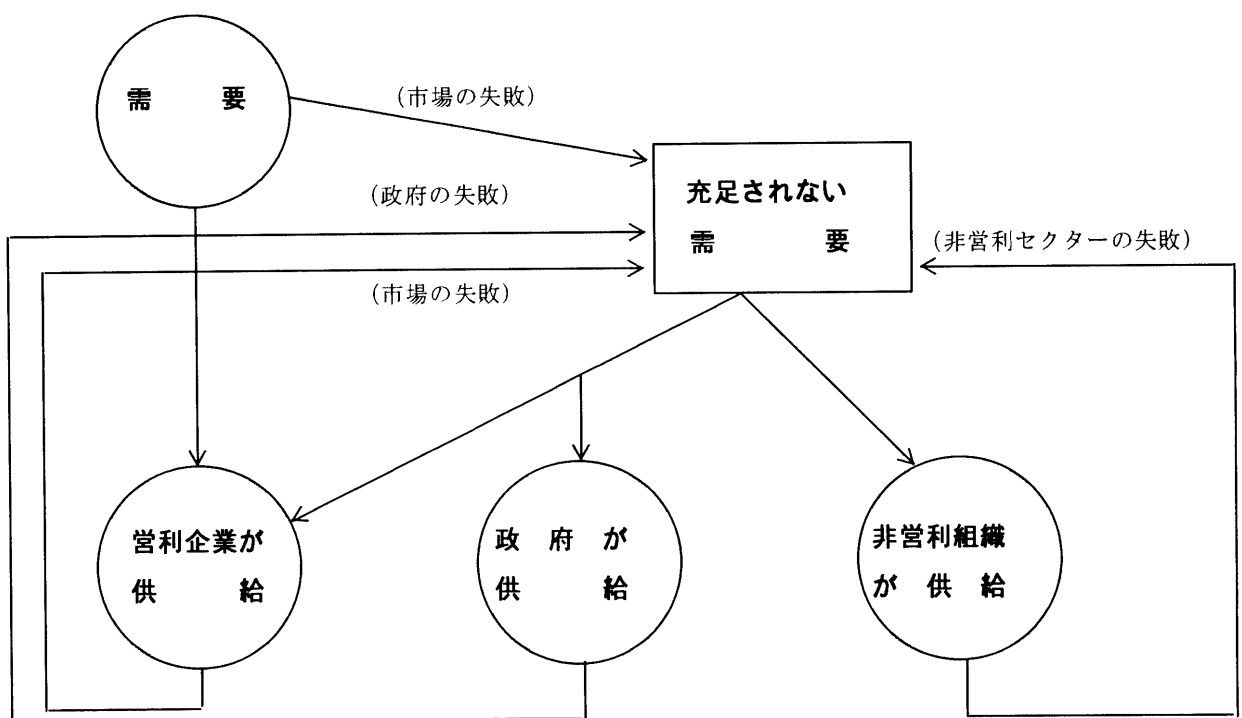 需要
(市場の失敗)
(政府の失敗)
充足されない
需要
(非営利セクターの失敗)
(市場の失敗)
営利企業が
供給
政府が
供給
非営利組織
が供給